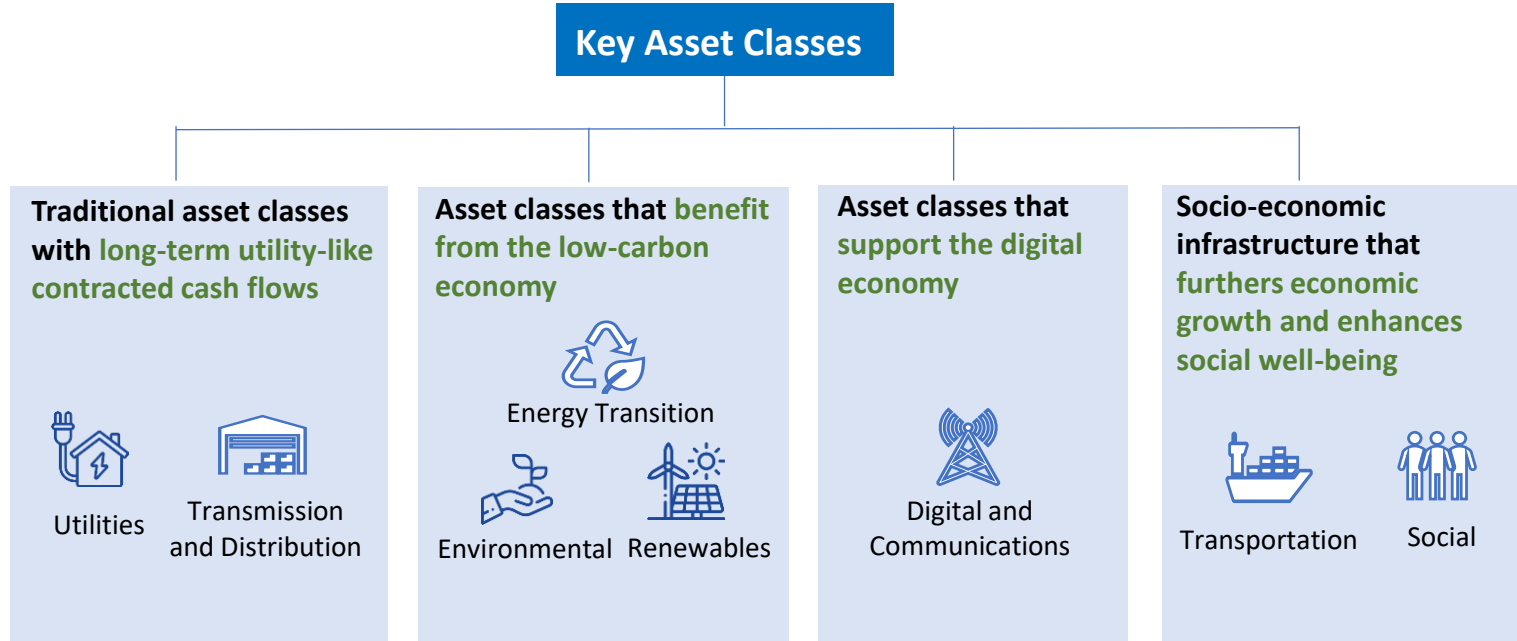 Key Asset Classes
Traditional asset classes
with long-term utility-like
contracted cash flows
Utilities
Transmission
and Distribution
Asset classes that benefit
from the low-carbon
economy
Energy Transition
Environmental
Renewables
Asset classes that
support the digital
economy
Digital and
Communications
Socio-economic
infrastructure that
furthers economic
growth and enhances
social well-being
Transportation
Social